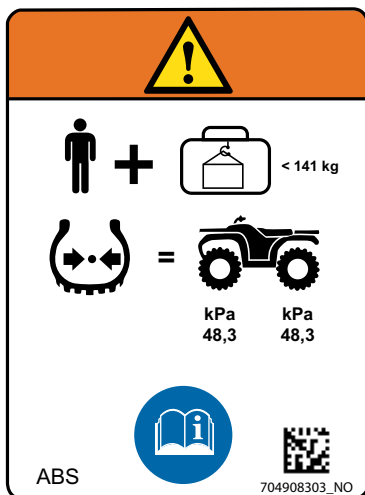 < 141 kg
=
kPa kPa
48,3 48,3
ABS
704908303_NO